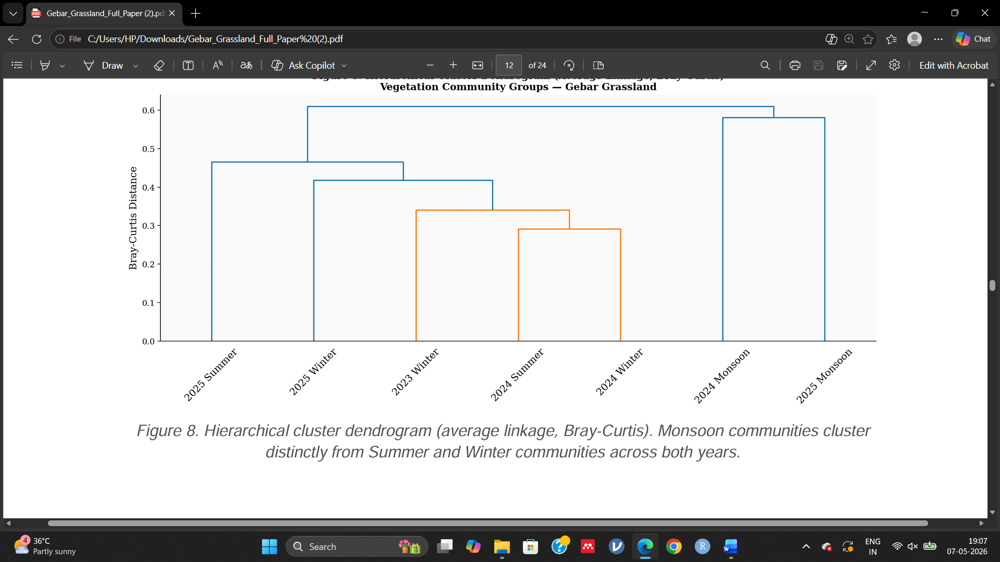 Gebar_Grassland_Full_Paper (2).pd
File C:/Users/HP/Downloads/Gebar_Grassland_Full_Paper%20(2).pdf
Chat
Draw
Ask Copilot
12 of 24
Edit with Acrobat
Vegetation Community Groups — Gebar Grassland
Bray-Curtis Distance
0.6
0.5
0.4
0.3
0.2
0.1
0.0
2025 Summer
2025 Winter
2023 Winter
2024 Summer
2024 Winter
2024 Monsoon
2025 Monsoon
Figure 8. Hierarchical cluster dendrogram (average linkage, Bray-Curtis). Monsoon communities cluster
distinctly from Summer and Winter communities across both years.
4
36°C
Partly sunny
Search
ENG
IN
19:07
07-05-2026